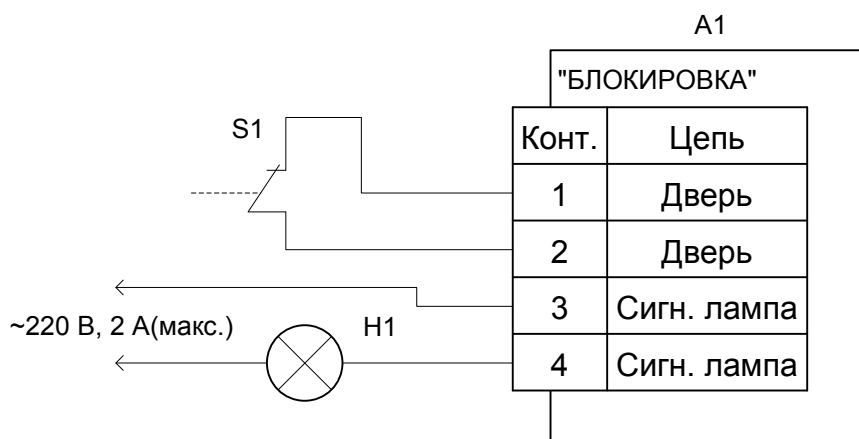 A1
"БЛОКИРОВКА"
S1
Конт. Цепь
1 Дверь
2 Дверь
3 Сигн. лампа
~220 В, 2 А(макс.) H1
4 Сигн. лампа